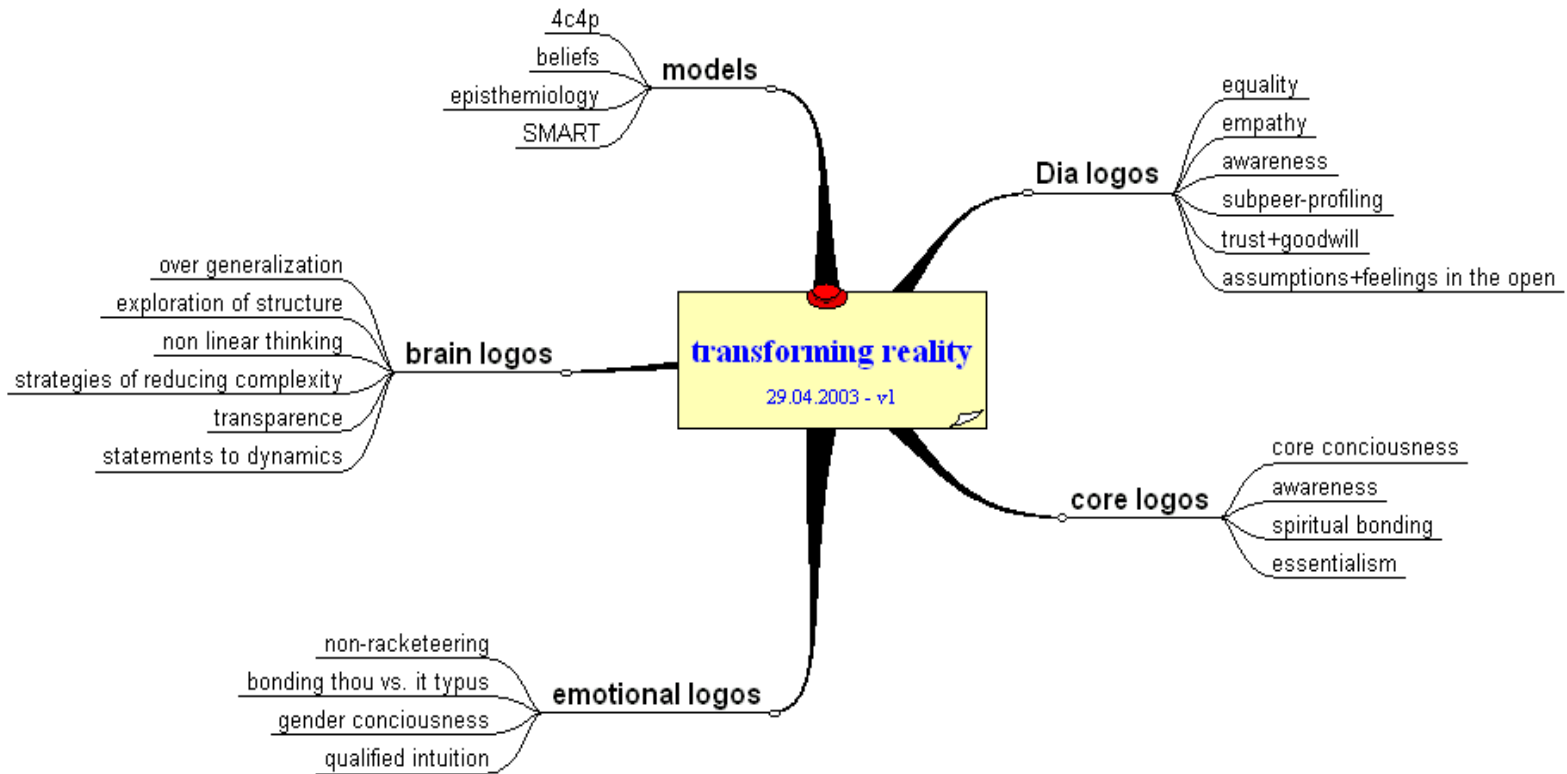 transforming reality
29.04.2003 - v1
models
4c4p
beliefs
episthemiology
SMART
Dia logos
equality
empathy
awareness
subpeer-profiling
trust+goodwill
assumptions+feelings in the open
brain logos
over generalization
exploration of structure
non linear thinking
strategies of reducing complexity
transparence
statements to dynamics
core logos
core conciousness
awareness
spiritual bonding
essentialism
emotional logos
non-racketeering
bonding thou vs. it typus
gender conciousness
qualified intuition